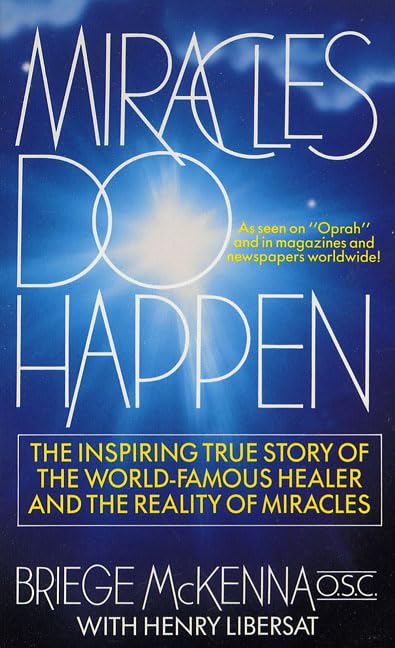 MIRACLES
DO
HAPPEN
As seen on "Oprah"
and in magazines and
newspapers worldwide!
THE INSPIRING TRUE STORY OF
THE WORLD-FAMOUS HEALER
AND THE REALITY OF MIRACLES
BRIEGE McKENNA O.S.C.
WITH HENRY LIBERSAT